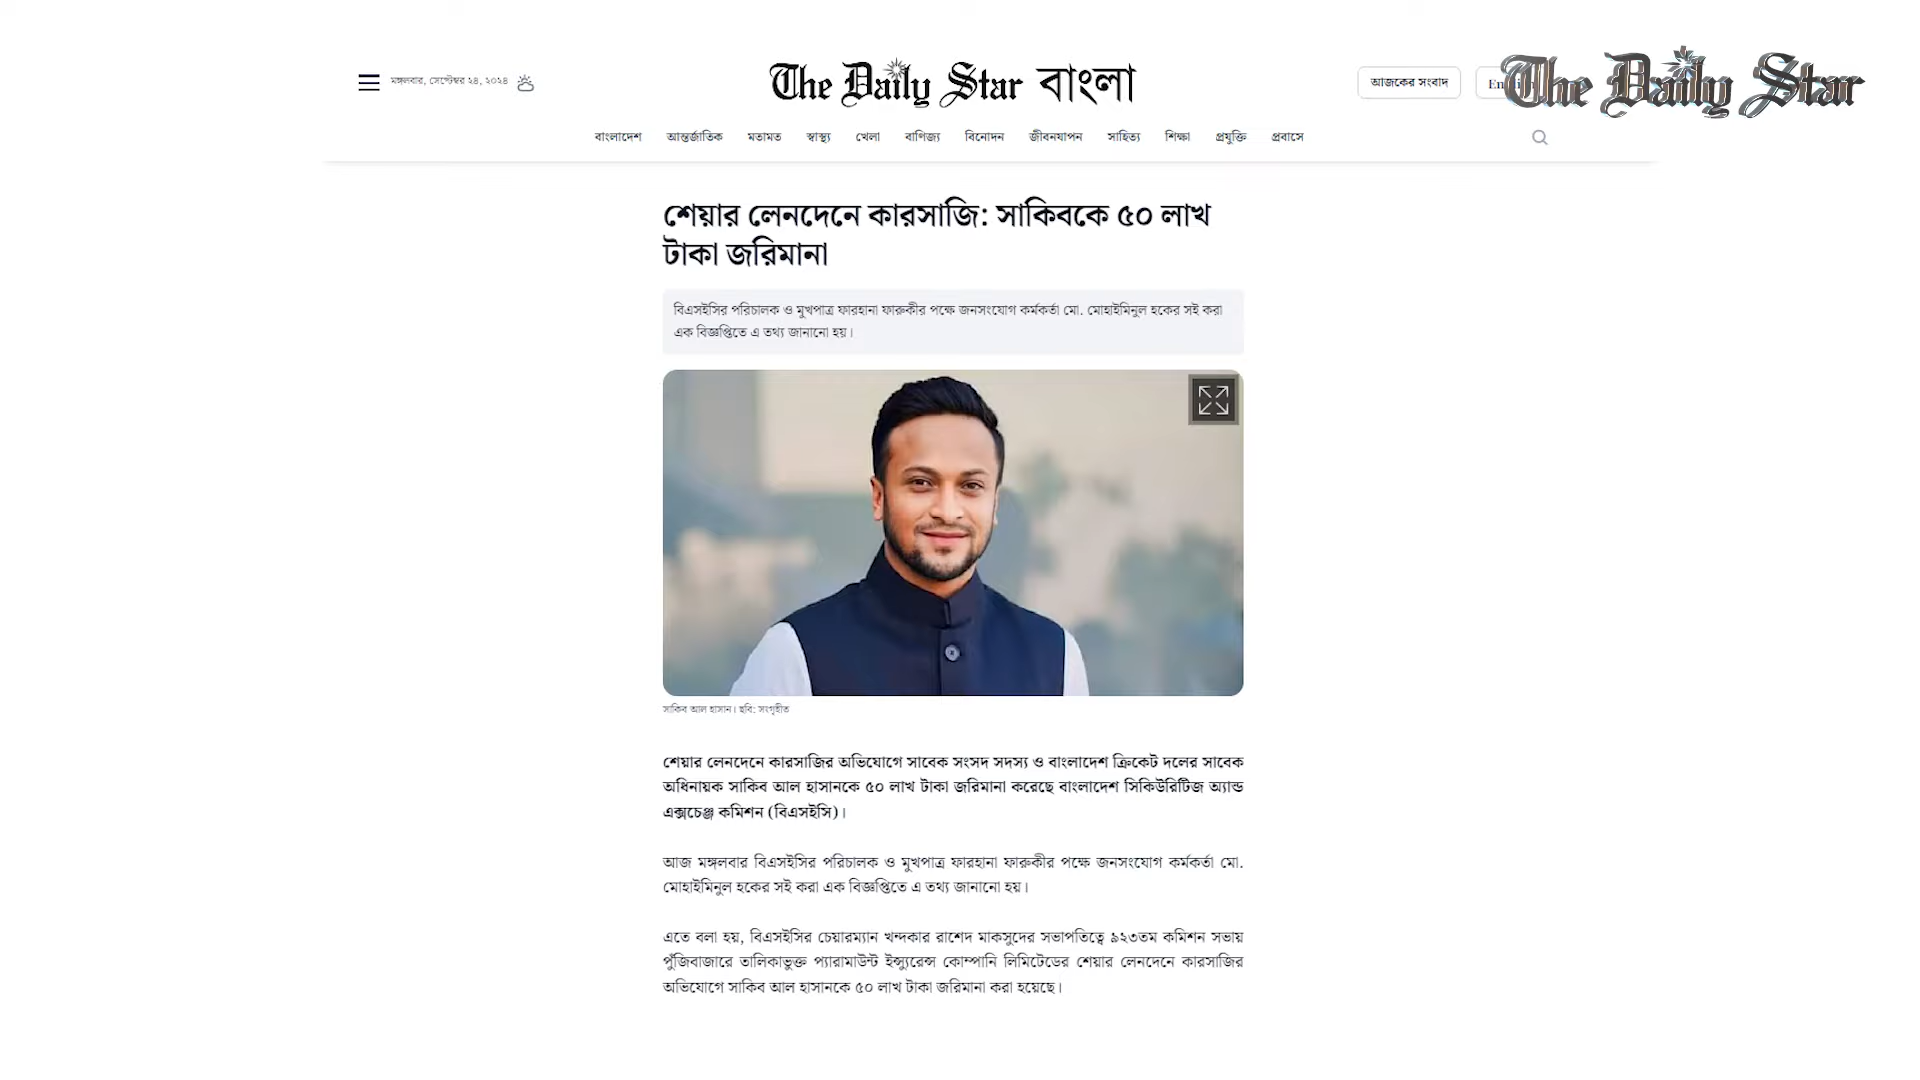 মঙ্গলবার, সেপ্টেম্বর ২৪, ২০২৪
The Daily Star বাংলা
আজকের সংবাদ
The Daily Star
বাংলাদেশ আন্তর্জাতিক মতামত স্বাস্থ্য খেলা বাণিজ্য বিনোদন জীবনযাপন সাহিত্য শিক্ষা প্রযুক্তি প্রবাসে
শেয়ার লেনদেনে কারসাজি: সাকিবকে ৫০ লাখ
টাকা জরিমানা
বিএসইসির পরিচালক ও মুখপাত্র ফারহানা ফারুকীর পক্ষে জনসংযোগ কর্মকর্তা মো. মোহাইমিনুল হকের সই করা
এক বিজ্ঞপ্তিতে এ তথ্য জানানো হয়।
সাকিব আল হাসান। ছবি: সংগৃহীত
শেয়ার লেনদেনে কারসাজির অভিযোগে সাবেক সংসদ সদস্য ও বাংলাদেশ ক্রিকেট দলের সাবেক
অধিনায়ক সাকিব আল হাসানকে ৫০ লাখ টাকা জরিমানা করেছে বাংলাদেশ সিকিউরিটিজ অ্যান্ড
এক্সচেঞ্জ কমিশন (বিএসইসি)।
আজ মঙ্গলবার বিএসইসির পরিচালক ও মুখপাত্র ফারহানা ফারুকীর পক্ষে জনসংযোগ কর্মকর্তা মো.
মোহাইমিনুল হকের সই করা এক বিজ্ঞপ্তিতে এ তথ্য জানানো হয়।
এতে বলা হয়, বিএসইসির চেয়ারম্যান খন্দকার রাশেদ মাকসুদের সভাপতিত্বে ৯২৩তম কমিশন সভায়
পুঁজিবাজারে তালিকাভুক্ত প্যারামাউন্ট ইন্স্যুরেন্স কোম্পানি লিমিটেডের শেয়ার লেনদেনে কারসাজির
অভিযোগে সাকিব আল হাসানকে ৫০ লাখ টাকা জরিমানা করা হয়েছে।